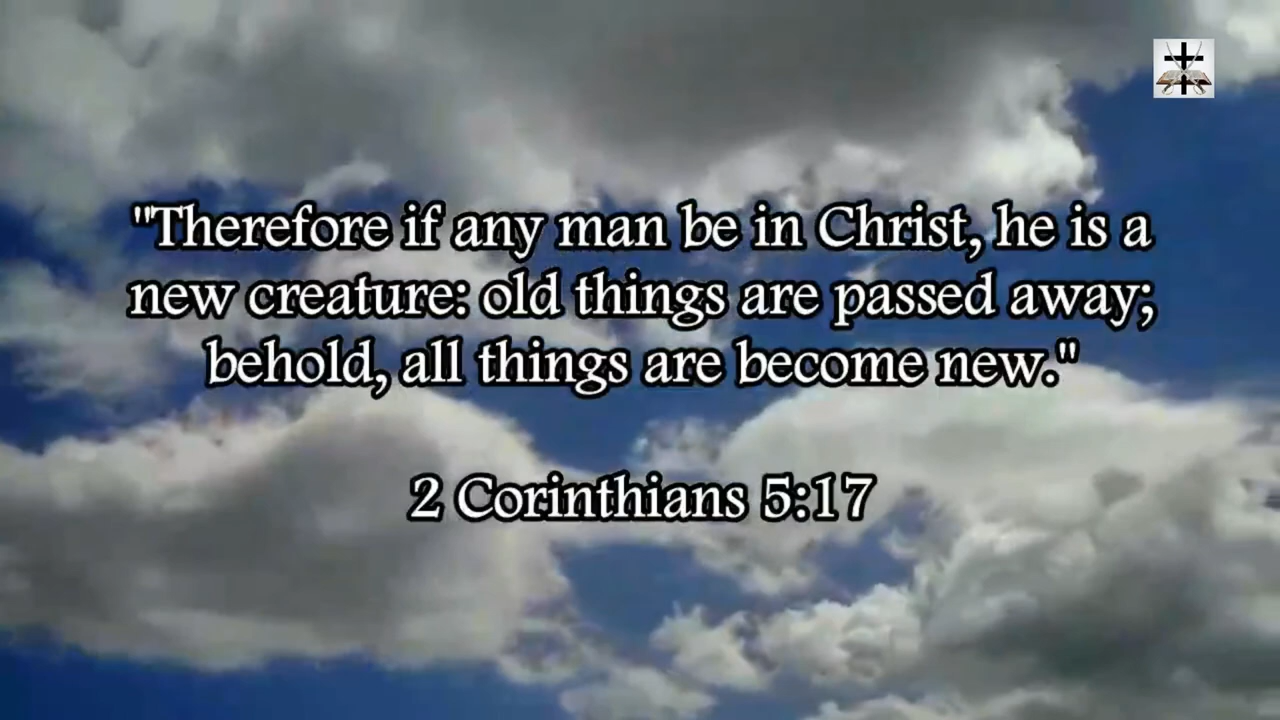 "Therefore if any man be in Christ, he is a
new creature: old things are passed away;
behold, all things are become new."
2 Corinthians 5:17